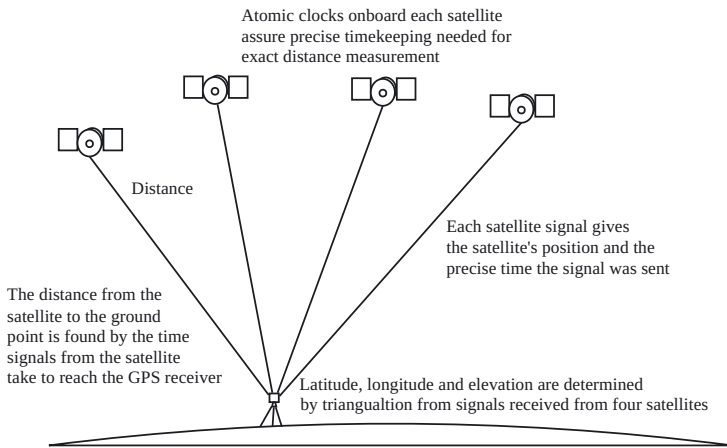 Atomic clocks onboard each satellite
assure precise timekeeping needed for
exact distance measurement
Distance
Each satellite signal gives
the satellite's position and the
precise time the signal was sent
The distance from the
satellite to the ground
point is found by the time
signals from the satellite
take to reach the GPS receiver
Latitude, longitude and elevation are determined
by triangualtion from signals received from four satellites